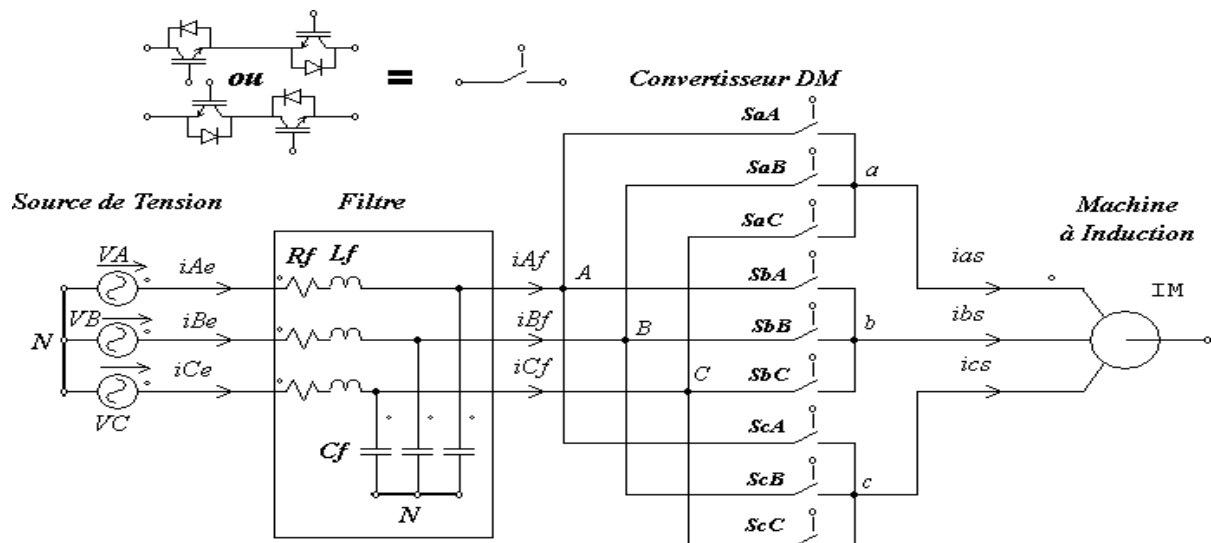 ou
=
Convertisseur DM
SaA
SaB
a
SaC
Source de Tension
Filtre
Machine
à Induction
VA
iAe
Rf
Lf
iAf
A
SbA
ias
IM
N
VB
iBe
iBf
B
SbB
b
ibs
iCe
iCf
C
SbC
ics
VC
Cf
N
ScA
ScB
c
ScC